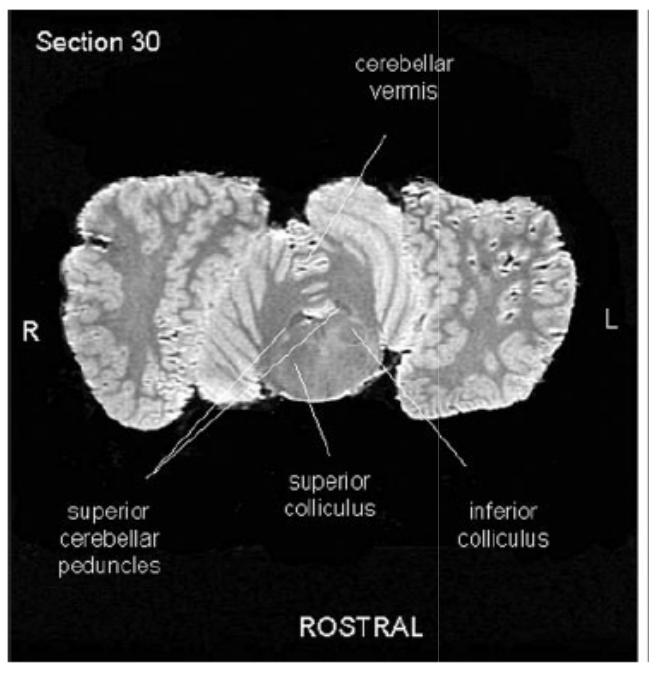 Section 30
cerebellar
vermis
R
L
superior
cerebellar
peduncles
superior
colliculus
inferior
colliculus
ROSTRAL